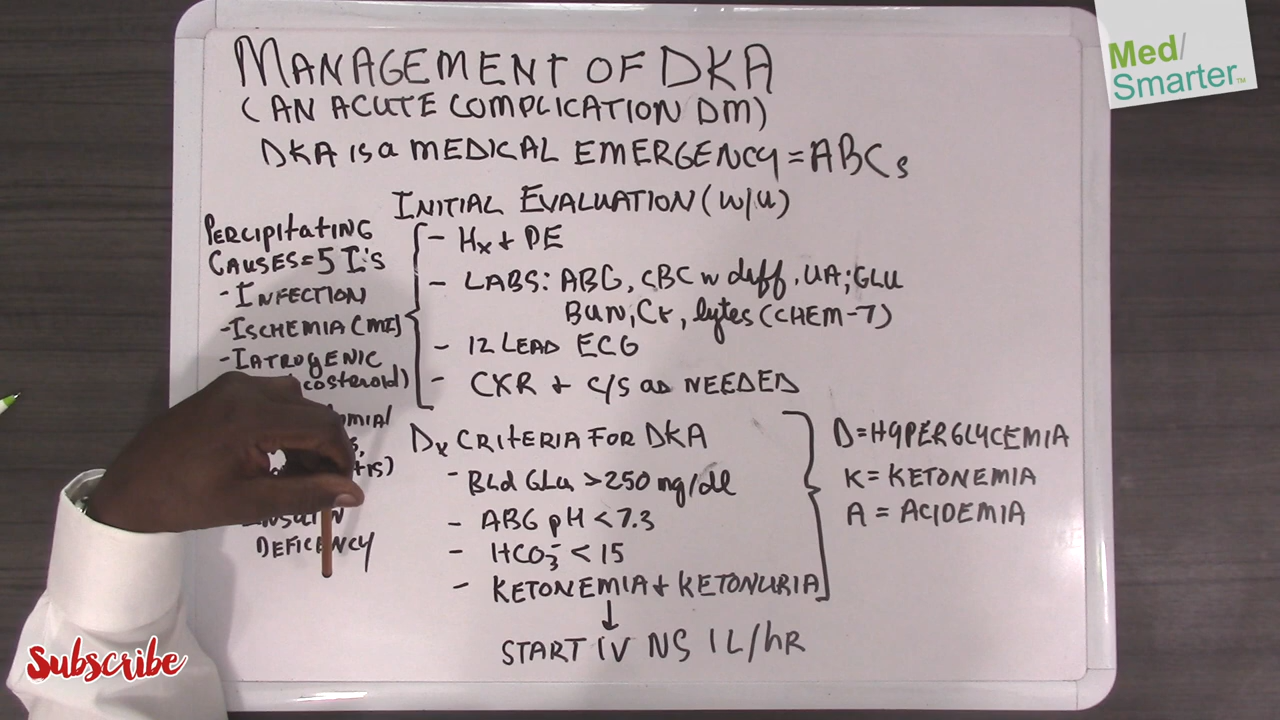 Med/
Smarter™
MANAGEMENT OF DKA
(AN ACUTE COMPLICATION DM)
DKA is a MEDICAL EMERGENCY = ABCs
INITIAL EVALUATION (W/U)
PERCIPITATING
CAUSES = 5 I's
- INFECTION
- ISCHEMIA (MI)
- IATROGENIC
costeroid)
- Hx + PE
- LABS: ABG, CBC w diff, UA; GLU
BUN, Cr, lytes (CHEM-7)
- 12 LEAD ECG
- CXR + C/S as NEEDED
DEFICENCY
Dx CRITERIA FOR DKA
- Bld GLu > 250 mg/dl
- ABG pH < 7.3
- HCO3- < 15
- KETONEMIA + KETONURIA
↓
START IV NS 1L/hR
D = HYPERGLYCEMIA
K = KETONEMIA
A = ACIDEMIA
Subscribe